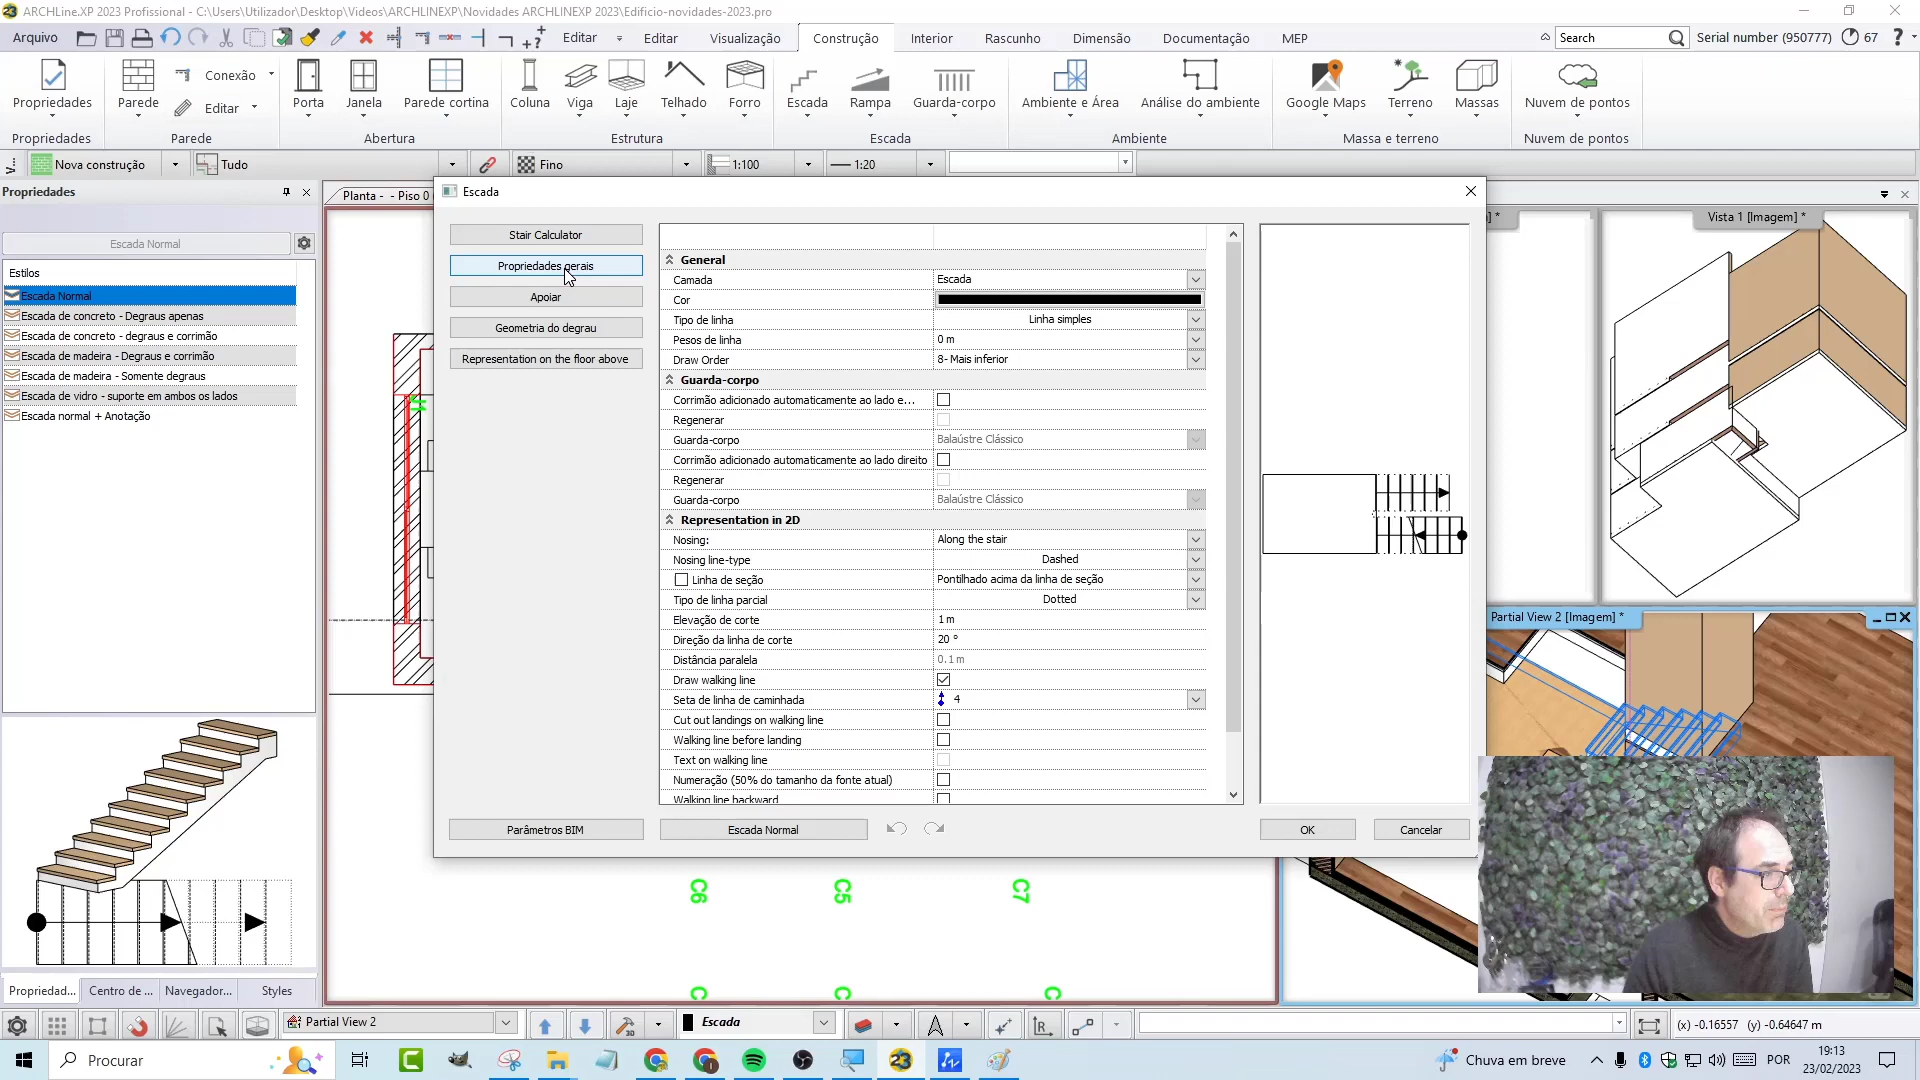 ARCHLine.XP 2023 Profissional - C:\Users\Utilizador\Desktop\Videos\ARCHLINEXP\Novidades ARCHLINEXP 2023\Edificio-novidades-2023.pro
Arquivo
Editar
Editar
Visualização
Construção
Interior
Rascunho
Dimensão
Documentação
MEP
Search
Serial number (950777)
67
Propriedades
Parede
Conexão
Editar
Porta
Janela
Parede cortina
Coluna
Viga
Laje
Telhado
Forro
Escada
Rampa
Guarda-corpo
Ambiente e Área
Análise do ambiente
Google Maps
Terreno
Massas
Nuvem de pontos
Propriedades
Parede
Abertura
Estrutura
Escada
Ambiente
Massa e terreno
Nuvem de pontos
Nova construção
Tudo
Fino
1:100
1:20
Propriedades
Escada Normal
Estilos
Escada Normal
Escada de concreto - Degraus apenas
Escada de concreto - degraus e corrimão
Escada de madeira - Degraus e corrimão
Escada de madeira - Somente degraus
Escada de vidro - suporte em ambos os lados
Escada normal + Anotação
Planta - - Piso 0
Escada
Stair Calculator
Propriedades gerais
Apoiar
Geometria do degrau
Representation on the floor above
General
Camada Escada
Cor
Tipo de linha Linha simples
Pesos de linha 0 m
Draw Order 8- Mais inferior
Guarda-corpo
Corrimão adicionado automaticamente ao lado e...
Regenerar
Guarda-corpo Balaústre Clássico
Corrimão adicionado automaticamente ao lado direito
Regenerar
Guarda-corpo Balaústre Clássico
Representation in 2D
Nosing: Along the stair
Nosing line-type Dashed
Linha de seção Pontilhado acima da linha de seção
Tipo de linha parcial Dotted
Elevação de corte 1 m
Direção da linha de corte 20 °
Distância paralela 0.1 m
Draw walking line
Seta de linha de caminhada 4
Cut out landings on walking line
Walking line before landing
Text on walking line
Numeração (50% do tamanho da fonte atual)
Walking line backward
Parâmetros BIM
Escada Normal
OK
Cancelar
] *
Vista 1 [Imagem] *
Partial View 2 [Imagem] *
C6
C5
C7
Propriedad...
Centro de ...
Navegador...
Styles
Partial View 2
Escada
(x) -0.16557 (y) -0.64647 m
Procurar
23
Chuva em breve
POR
19:13
23/02/2023